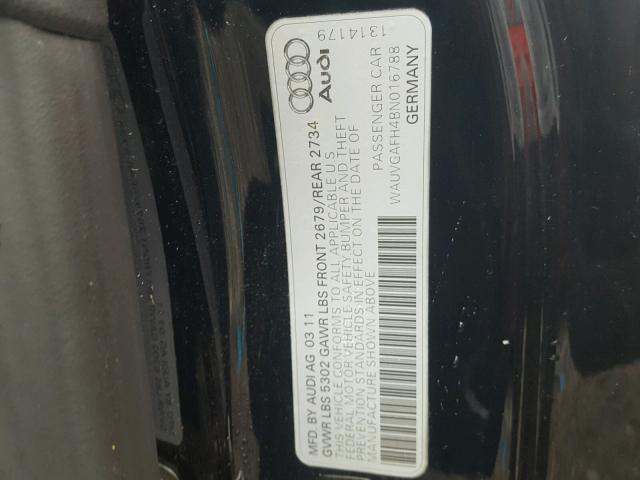 1314179
Audi
MFD. BY AUDI AG 03 11
GVWR LBS 5302 GAWR LBS FRONT 2679/REAR 2734
THIS VEHICLE CONFORMS TO ALL APPLICABLE U S
FEDERAL MOTOR VEHICLE SAFETY BUMPER AND THEFT
PREVENTION STANDARDS IN EFFECT ON THE DATE OF
MANUFACTURE SHOWN ABOVE
PASSENGER CAR
WAUVGAFH4BN016788
GERMANY